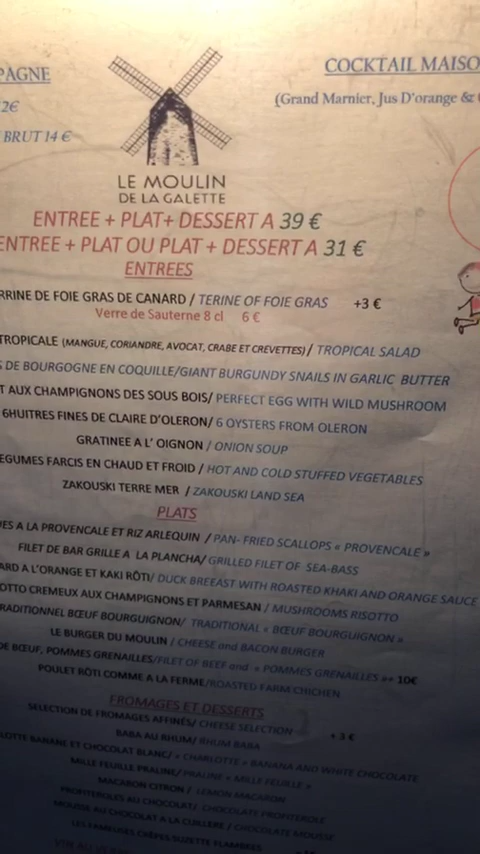 PAGNE
COCKTAIL MAISO
2€
(Grand Marnier, Jus D'orange &
BRUT 14 €
LE MOULIN
DE LA GALETTE
ENTREE + PLAT+ DESSERT A 39 €
ENTREE + PLAT OU PLAT + DESSERT A 31 €
ENTREES
RRINE DE FOIE GRAS DE CANARD / TERINE OF FOIE GRAS +3 €
Verre de Sauterne 8 cl 6 €
TROPICALE (MANGUE, CORIANDRE, AVOCAT, CRABE ET CREVETTES)/ TROPICAL SALAD
S DE BOURGOGNE EN COQUILLE/GIANT BURGUNDY SNAILS IN GARLIC BUTTER
T AUX CHAMPIGNONS DES SOUS BOIS/ PERFECT EGG WITH WILD MUSHROOM
6HUITRES FINES DE CLAIRE D'OLERON/ 6 OYSTERS FROM OLERON
GRATINEE A L' OIGNON / ONION SOUP
EGUMES FARCIS EN CHAUD ET FROID / HOT AND COLD STUFFED VEGETABLES
ZAKOUSKI TERRE MER / ZAKOUSKI LAND SEA
PLATS
ES A LA PROVENCALE ET RIZ ARLEQUIN / PAN- FRIED SCALLOPS « PROVENCALE »
FILET DE BAR GRILLE A LA PLANCHA/ GRILLED FILET OF SEA-BASS
ARD A L'ORANGE ET KAKI RÔTI/ DUCK BREEAST WITH ROASTED KHAKI AND ORANGE SAUCE
OTTO CREMEUX AUX CHAMPIGNONS ET PARMESAN / MUSHROOMS RISOTTO
RADITIONNEL BŒUF BOURGUIGNON/ TRADITIONAL « BŒUF BOURGUIGNON »
LE BURGER DU MOULIN / CHEESE and BACON BURGER
DE BŒUF, POMMES GRENAILLES/FILET OF BEEF and « POMMES GRENAILLES »+ 10€
POULET RÔTI COMME A LA FERME/ROASTED FARM CHICHEN
FROMAGES ET DESSERTS
SELECTION DE FROMAGES AFFINÉS/ CHEESE SELECTION + 3 €
BABA AU RHUM/ RHUM BABA
LOTTE BANANE ET CHOCOLAT BLANC/ « CHARLOTTE » BANANA AND WHITE CHOCOLATE
MILLE FEUILLE PRALINE/ PRALINE « MILLE FEUILLE »
MACARON CITRON / LEMON MACARON
PROFITEROLES AU CHOCOLAT/ CHOCOLATE PROFITEROLE
MOUSSE AU CHOCOLAT A LA CUILLERE / CHOCOLATE MOUSSE
LES FAMEUSES CRÊPES SUZETTE FLAMBEES